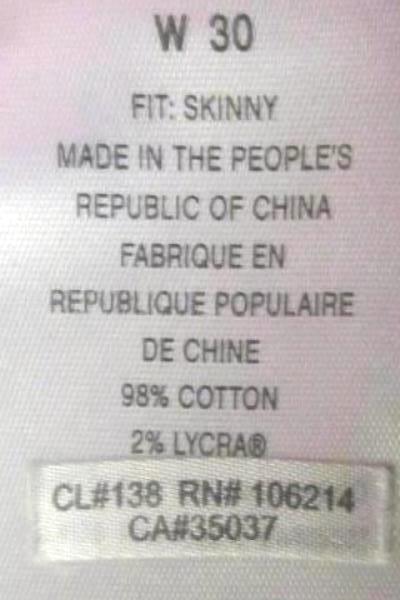 W 30
FIT: SKINNY
MADE IN THE PEOPLE'S
REPUBLIC OF CHINA
FABRIQUE EN
REPUBLIQUE POPULAIRE
DE CHINE
98% COTTON
2% LYCRA®
CL#138 RN# 106214
CA#35037